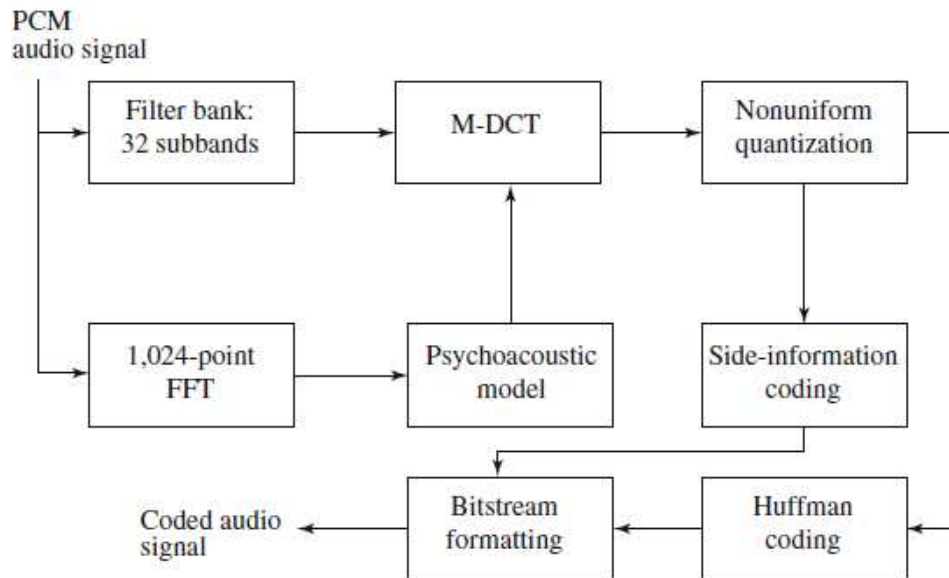 PCM
audio signal
Filter bank:
32 subbands
M-DCT
Nonuniform
quantization
1,024-point
FFT
Psychoacoustic
model
Side-information
coding
Coded audio
signal
Bitstream
formatting
Huffman
coding